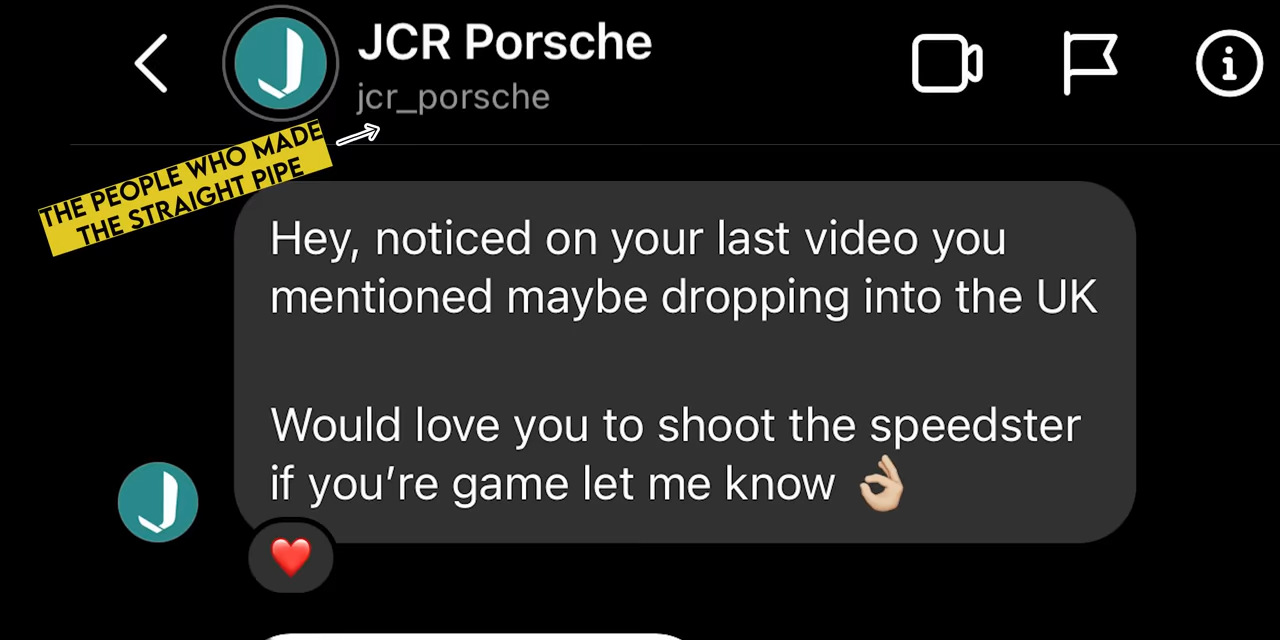 JCR Porsche
jcr_porsche
THE PEOPLE WHO MADE
THE STRAIGHT PIPE
Hey, noticed on your last video you
mentioned maybe dropping into the UK
Would love you to shoot the speedster
if you’re game let me know 👌🏼